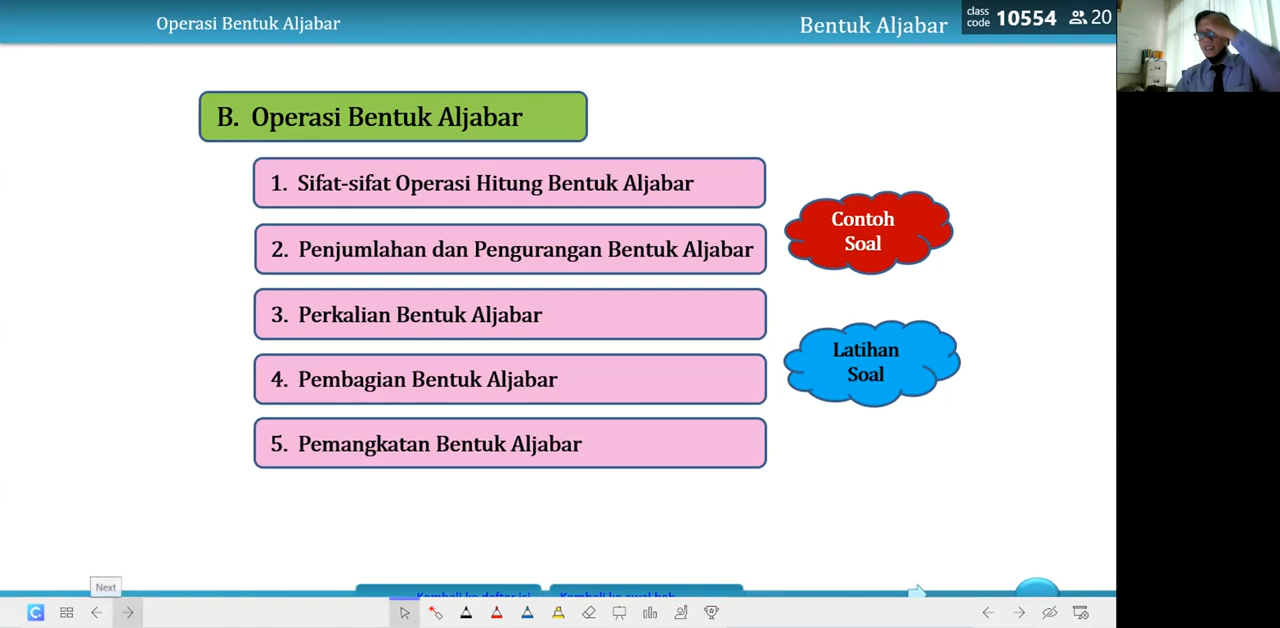 Operasi Bentuk Aljabar
Bentuk Aljabar
class code 10554 20
B. Operasi Bentuk Aljabar
1. Sifat-sifat Operasi Hitung Bentuk Aljabar
2. Penjumlahan dan Pengurangan Bentuk Aljabar
3. Perkalian Bentuk Aljabar
4. Pembagian Bentuk Aljabar
5. Pemangkatan Bentuk Aljabar
Contoh
Soal
Latihan
Soal
Next
Kembali ke daftar isi
Kembali ke awal bab
C